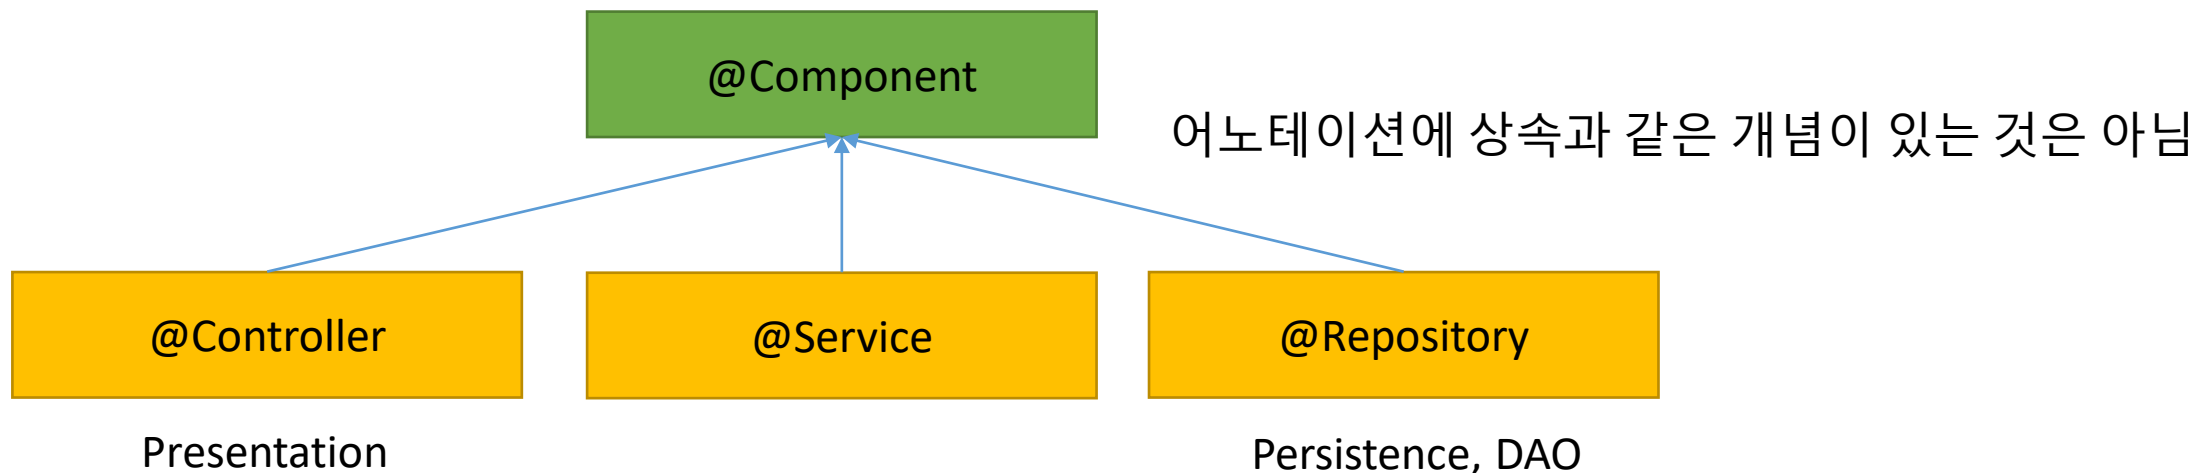 @Component
어노테이션에 상속과 같은 개념이 있는 것은 아님
@Controller
@Service
@Repository
Presentation
Persistence, DAO